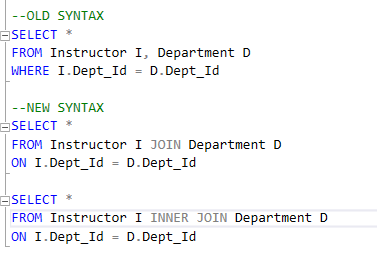 --OLD SYNTAX
SELECT *
FROM Instructor I, Department D
WHERE I.Dept_Id = D.Dept_Id
--NEW SYNTAX
SELECT *
FROM Instructor I JOIN Department D
ON I.Dept_Id = D.Dept_Id
SELECT *
FROM Instructor I INNER JOIN Department D
ON I.Dept_Id = D.Dept_Id